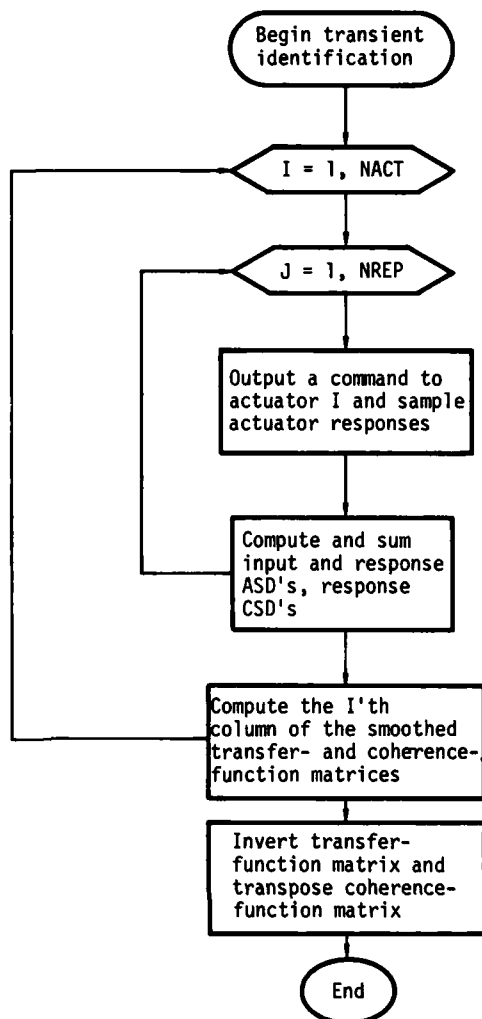 Begin transient
identification
I = 1, NACT
J = 1, NREP
Output a command to
actuator I and sample
actuator responses
Compute and sum
input and response
ASD's, response
CSD's
Compute the I'th
column of the smoothed
transfer- and coherence-
function matrices
Invert transfer-
function matrix and
transpose coherence-
function matrix
End